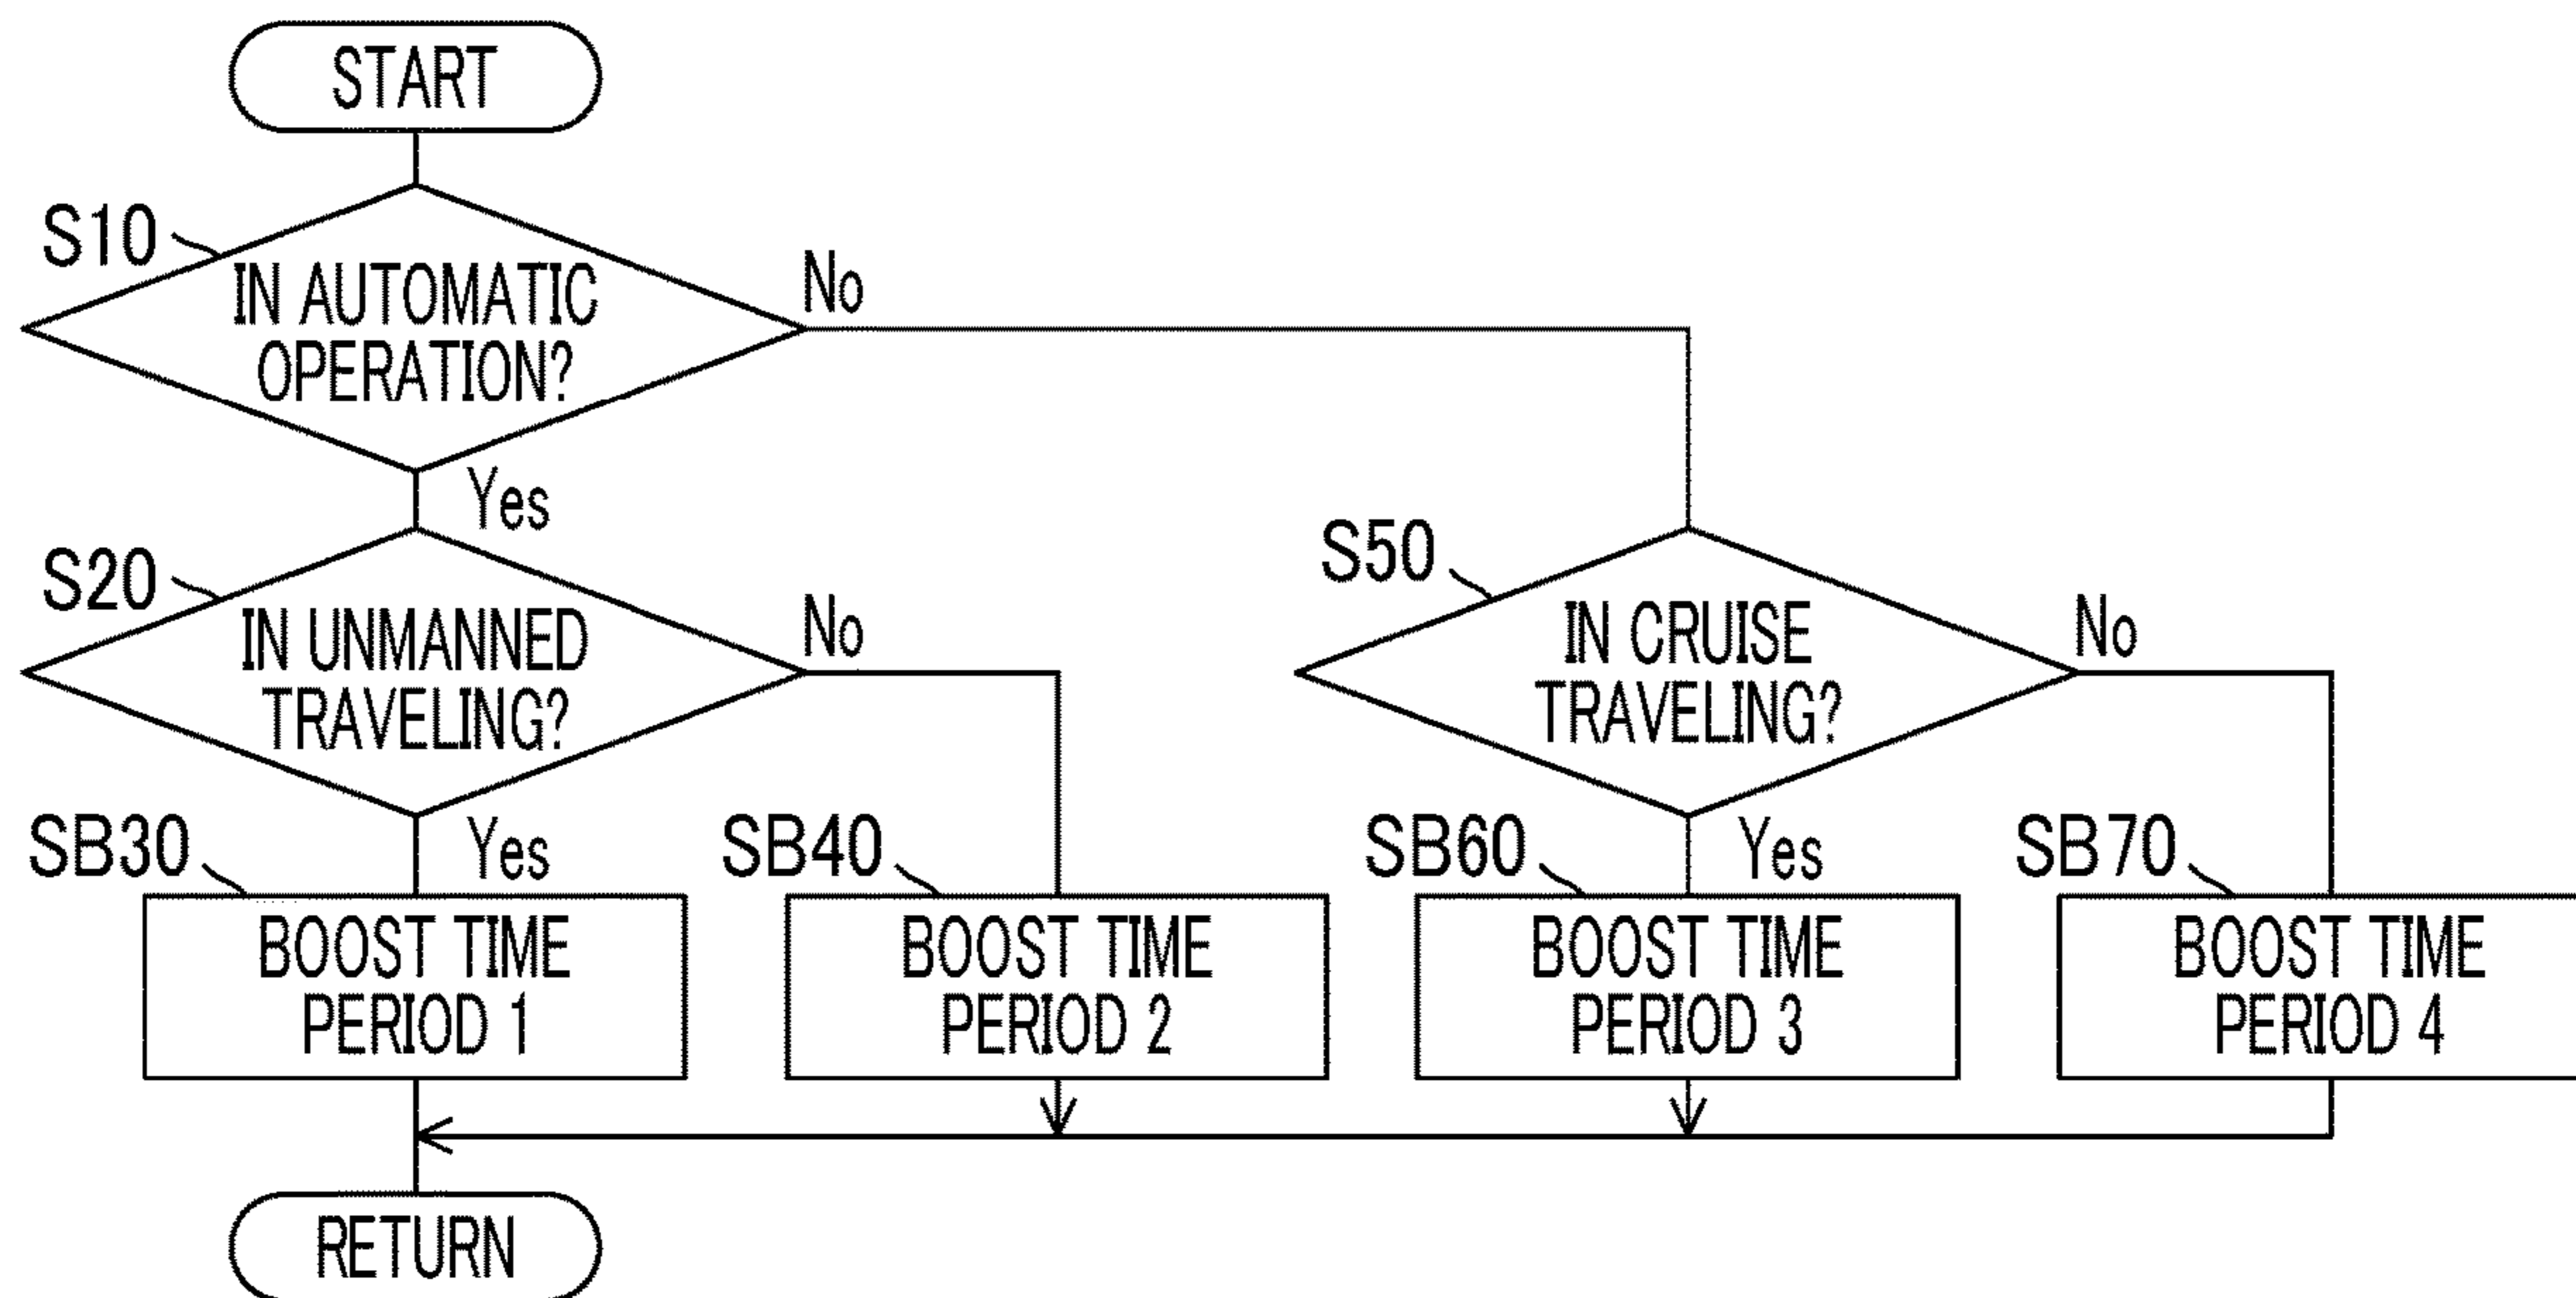 START
S10
IN AUTOMATIC
OPERATION?
No
Yes
S20
IN UNMANNED
TRAVELING?
No
Yes
S50
IN CRUISE
TRAVELING?
No
Yes
SB30
BOOST TIME
PERIOD 1
SB40
BOOST TIME
PERIOD 2
SB60
BOOST TIME
PERIOD 3
SB70
BOOST TIME
PERIOD 4
RETURN